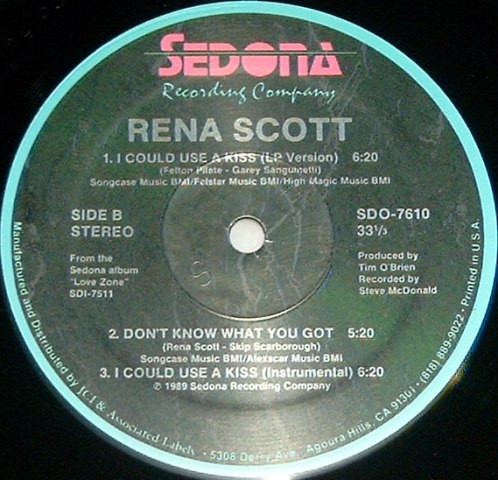 SEDONA
Recording Company
RENA SCOTT
1. I COULD USE A KISS (LP Version) 6:20
(Felton Pilate - Garey Sangunetti)
Songcase Music BMI/Felstar Music BMI/High Magic Music BMI
SIDE B
STEREO
SDO-7610
33⅓
From the
Sedona album
"Love Zone"
SDI-7511
Produced by
Tim O'Brien
Recorded by
Steve McDonald
2. DON'T KNOW WHAT YOU GOT 5:20
(Rena Scott - Skip Scarborough)
Songcase Music BMI/Alexscar Music BMI
3. I COULD USE A KISS (Instrumental) 6:20
℗ 1989 Sedona Recording Company
Manufactured and Distributed by JCI & Associated Labels • 5308 Derry Ave., Agoura Hills, CA 91301 • (818) 889-9022 • Printed in U.S.A.